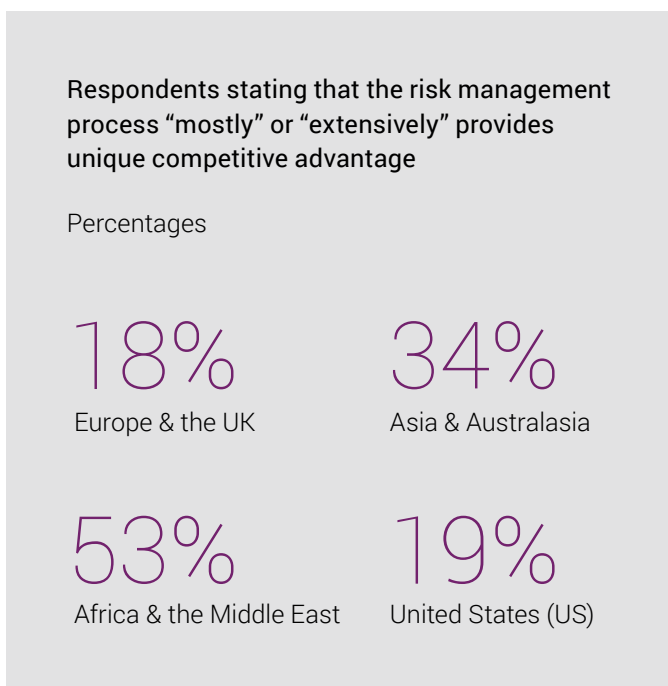 Respondents stating that the risk management
process “mostly” or “extensively” provides
unique competitive advantage
Percentages
18%
Europe & the UK
34%
Asia & Australasia
53%
Africa & the Middle East
19%
United States (US)